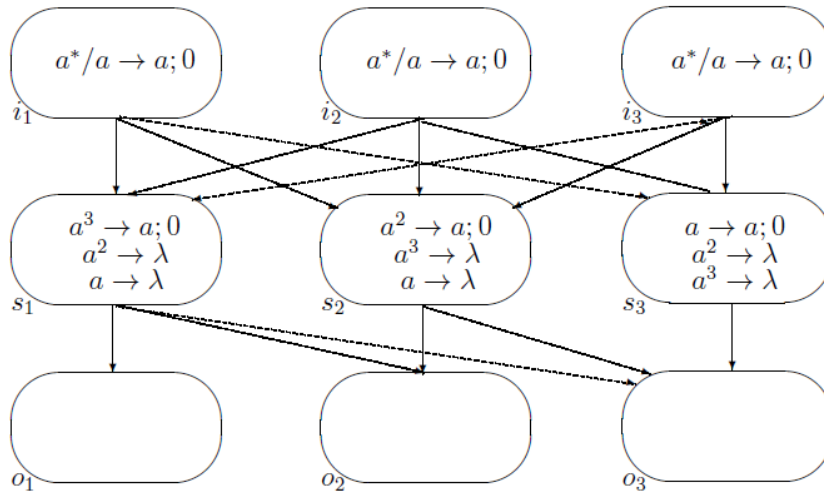 a*/a → a; 0 a*/a → a; 0 a*/a → a; 0
i₁ i₂ i₃
a³ → a; 0 a² → a; 0 a → a; 0
a² → λ a³ → λ a² → λ
a → λ a → λ a³ → λ
s₁ s₂ s₃
o₁ o₂ o₃